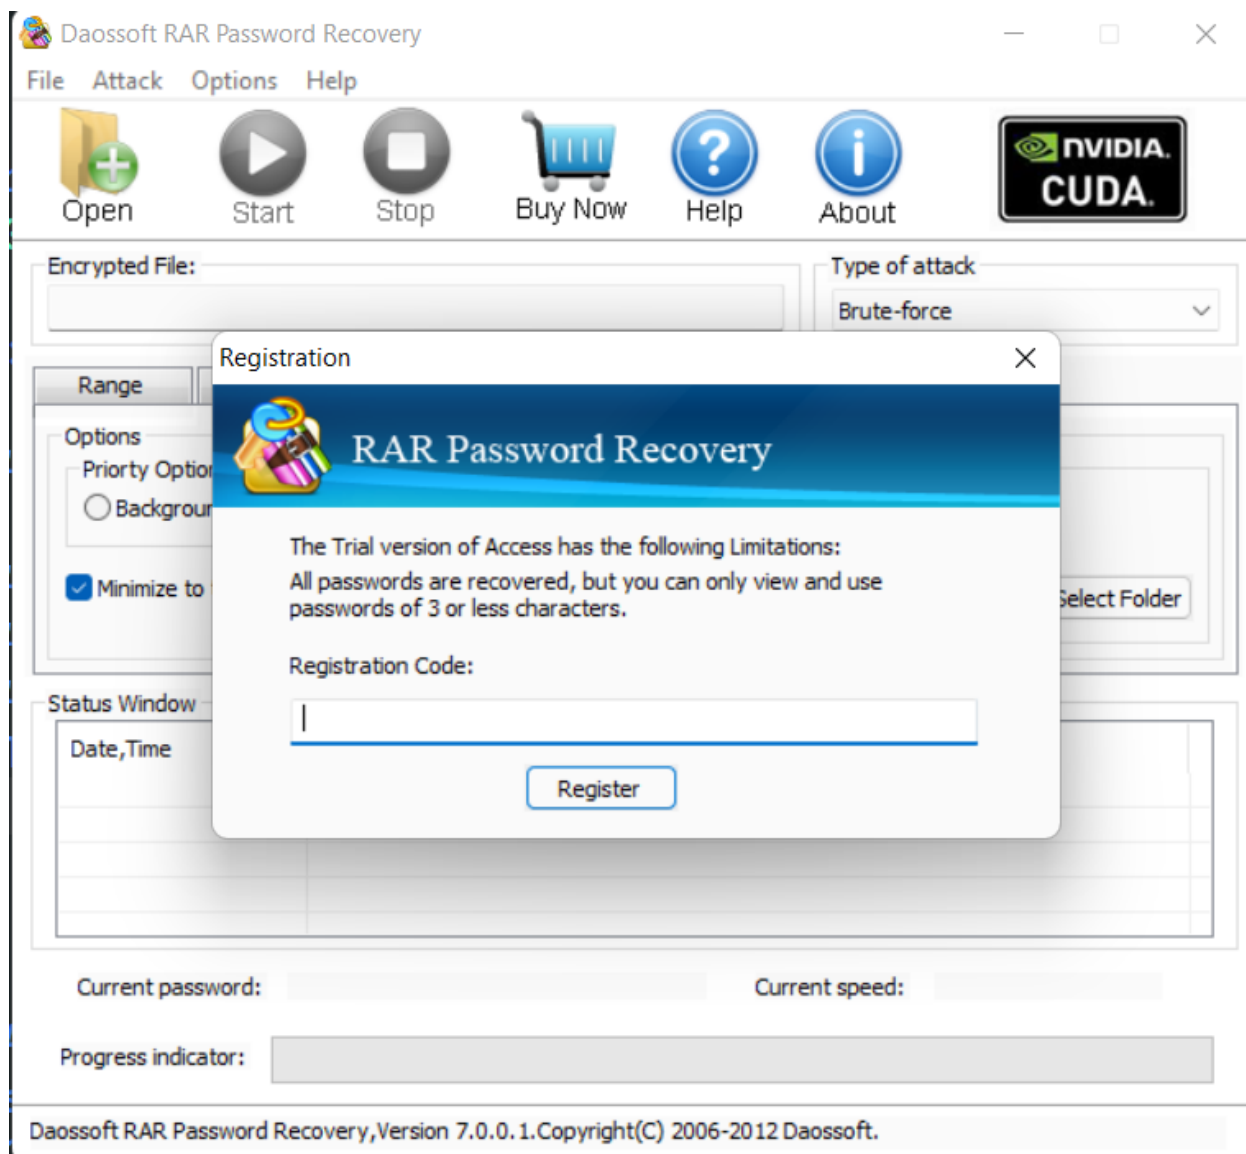 Daossoft RAR Password Recovery
File Attack Options Help
Open Start Stop Buy Now Help About
NVIDIA.
CUDA.
Encrypted File:
Type of attack
Brute-force
Registration
Range
RAR Password Recovery
Options
Priorty
The Trial version of Access has the following Limitations:
All passwords are recovered, but you can only view and use
passwords of 3 or less characters.
Minimize to
Select Folder
Registration Code:
Status Window
Date,Time
Register
Current password:
Current speed:
Progress indicator:
Daossoft RAR Password Recovery,Version 7.0.0.1.Copyright(C) 2006-2012 Daossoft.